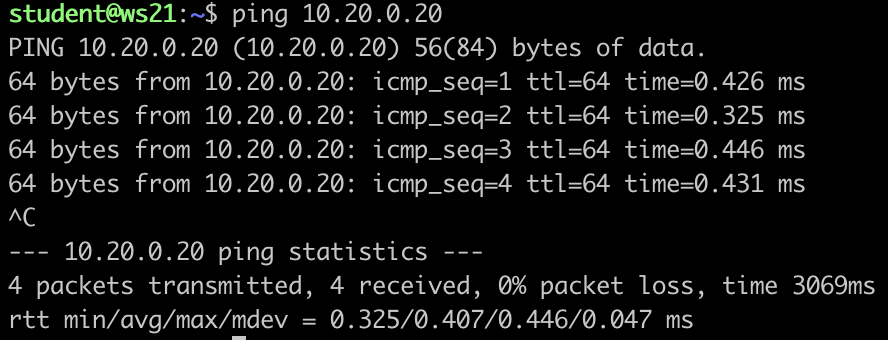 student@ws21:~$ ping 10.20.0.20
PING 10.20.0.20 (10.20.0.20) 56(84) bytes of data.
64 bytes from 10.20.0.20: icmp_seq=1 ttl=64 time=0.426 ms
64 bytes from 10.20.0.20: icmp_seq=2 ttl=64 time=0.325 ms
64 bytes from 10.20.0.20: icmp_seq=3 ttl=64 time=0.446 ms
64 bytes from 10.20.0.20: icmp_seq=4 ttl=64 time=0.431 ms
^C
--- 10.20.0.20 ping statistics ---
4 packets transmitted, 4 received, 0% packet loss, time 3069ms
rtt min/avg/max/mdev = 0.325/0.407/0.446/0.047 ms